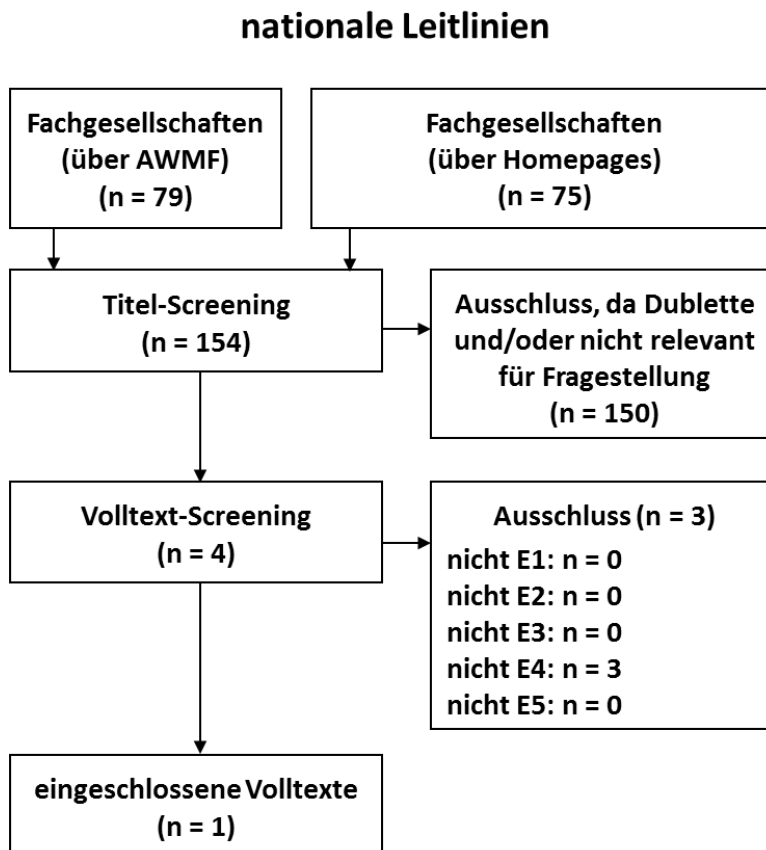 nationale Leitlinien
Fachgesellschaften
(über AWMF)
(n = 79)
Fachgesellschaften
(über Homepages)
(n = 75)
Titel-Screening
(n = 154)
Ausschluss, da Dublette
und/oder nicht relevant
für Fragestellung
(n = 150)
Volltext-Screening
(n = 4)
Ausschluss (n = 3)
nicht E1: n = 0
nicht E2: n = 0
nicht E3: n = 0
nicht E4: n = 3
nicht E5: n = 0
eingeschlossene Volltexte
(n = 1)